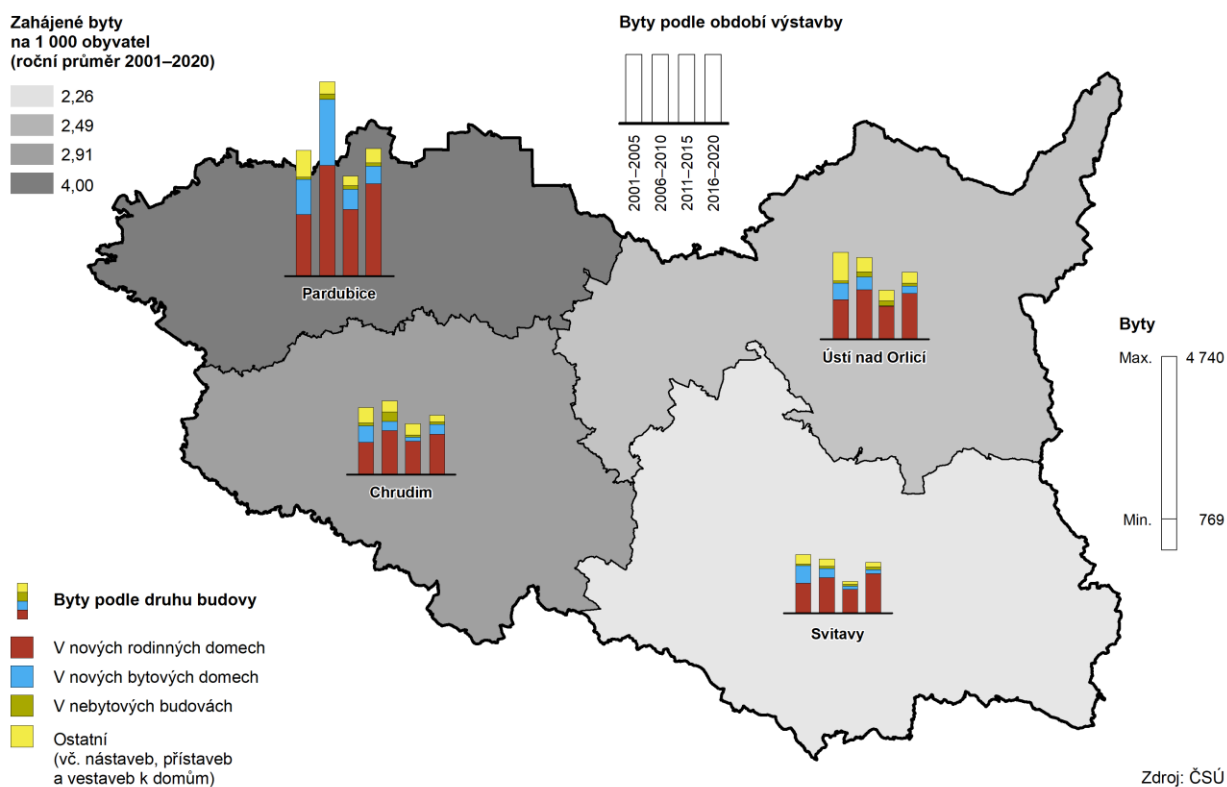 Zahájené byty
na 1 000 obyvatel
(roční průměr 2001–2020)
2,26
2,49
2,91
4,00
Byty podle období výstavby
2001–2005
2006–2010
2011–2015
2016–2020
Pardubice
Ústí nad Orlicí
Chrudim
Svitavy
Byty
Max. 4 740
Min. 769
Byty podle druhu budovy
V nových rodinných domech
V nových bytových domech
V nebytových budovách
Ostatní
(vč. nástaveb, přístaveb
a vestaveb k domům)
Zdroj: ČSÚ